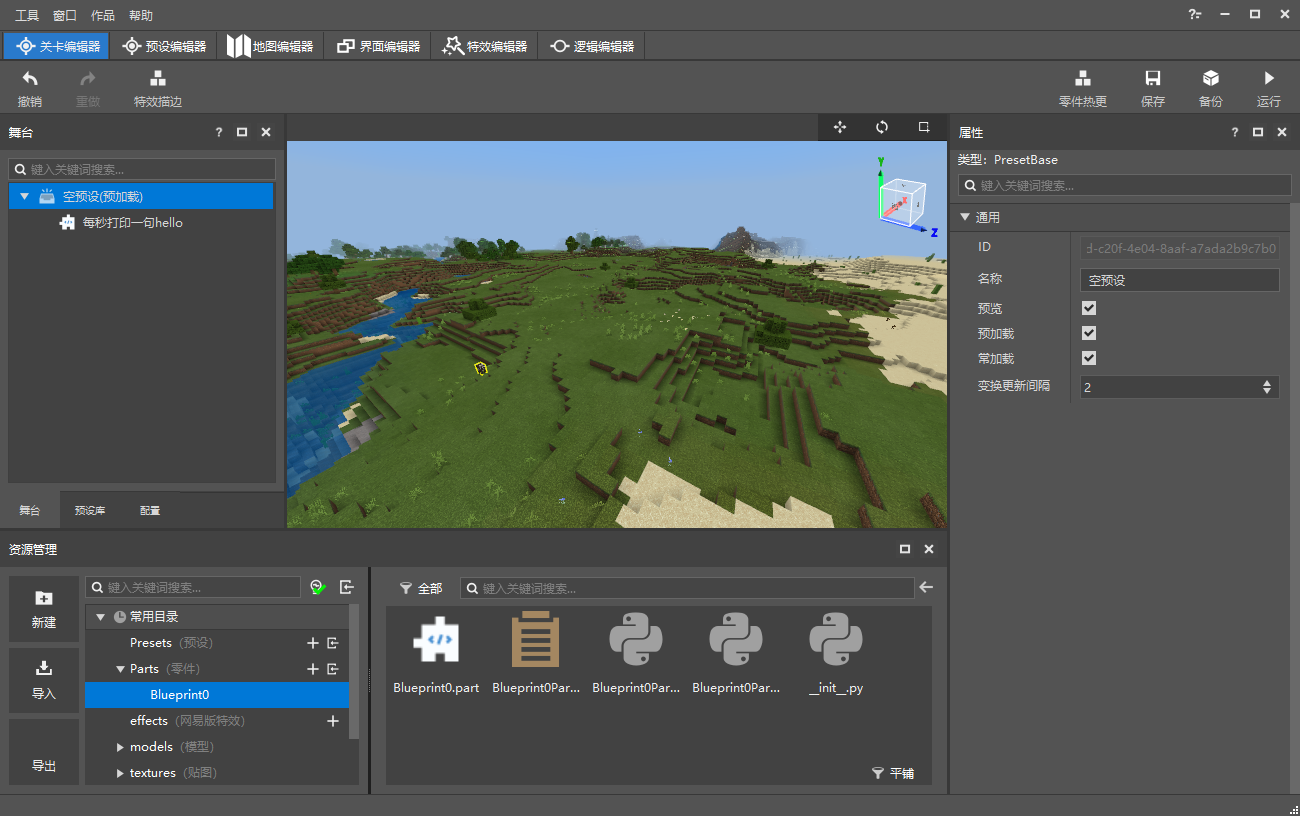 工具 窗口 作品 帮助
关卡编辑器 预设编辑器 地图编辑器 界面编辑器 特效编辑器 逻辑编辑器
撤销 重做 特效描边 零件热更 保存 备份 运行
舞台
键入关键词搜索...
空预设(预加载)
每秒打印一句hello
舞台 预设库 配置
Y
X
Z
属性
类型: PresetBase
键入关键词搜索...
通用
ID d-c20f-4e04-8aaf-a7ada2b9c7b0
名称 空预设
预览
预加载
常加载
变换更新间隔 2
资源管理
新建
导入
导出
键入关键词搜索...
常用目录
Presets (预设)
Parts (零件)
Blueprint0
effects (网易版特效)
models (模型)
textures (贴图)
全部 键入关键词搜索...
Blueprint0.part Blueprint0Par... Blueprint0Par... Blueprint0Par... __init__.py
平铺